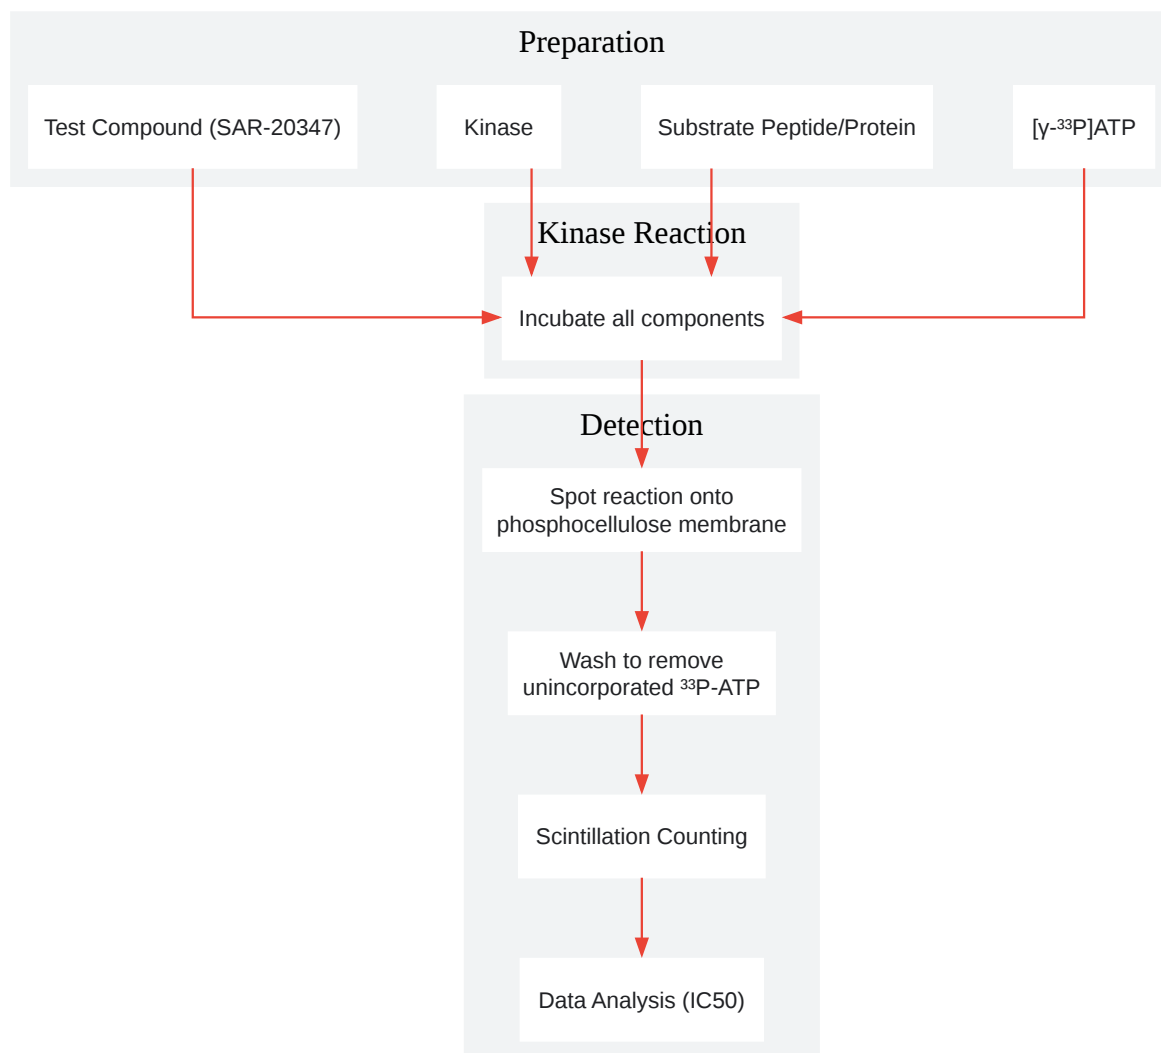 Preparation
Test Compound (SAR-20347)
Kinase
Substrate Peptide/Protein
[γ-³³P]ATP
Kinase Reaction
Incubate all components
Detection
Spot reaction onto
phosphocellulose membrane
Wash to remove
unincorporated ³³P-ATP
Scintillation Counting
Data Analysis (IC50)